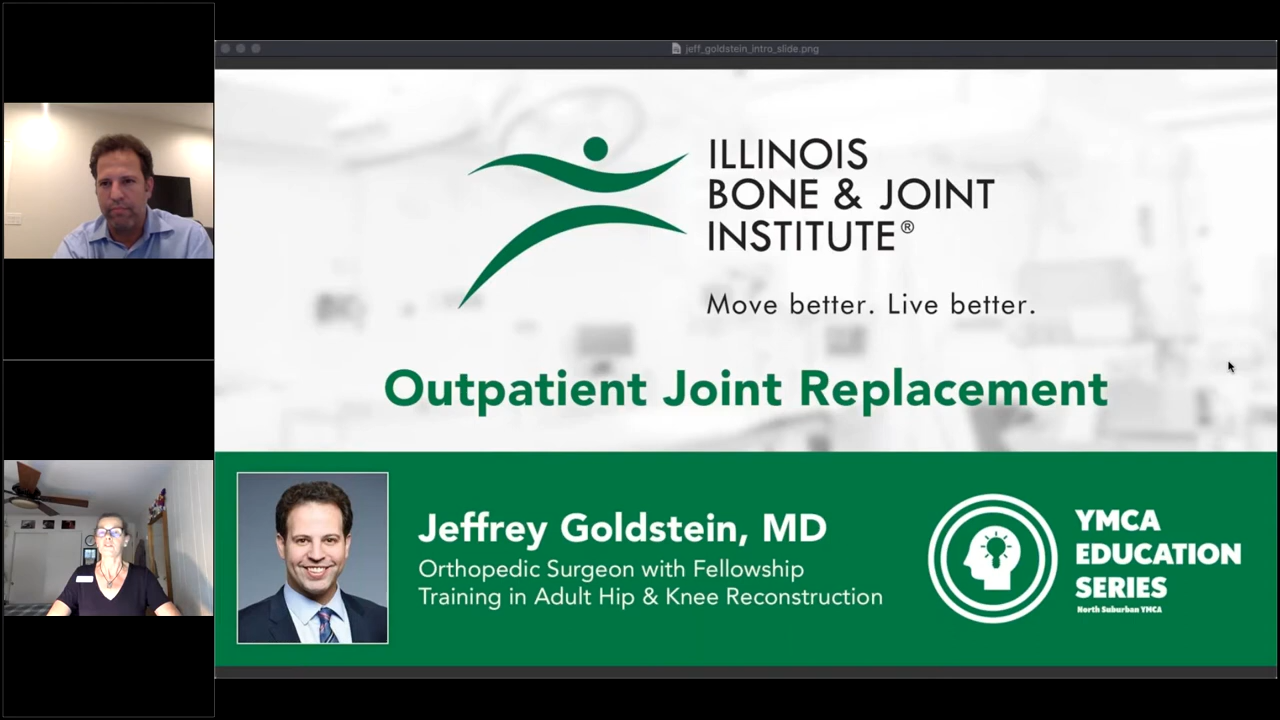 jeff_goldstein_intro_slide.png
ILLINOIS
BONE & JOINT
INSTITUTE®
Move better. Live better.
Outpatient Joint Replacement
Jeffrey Goldstein, MD
Orthopedic Surgeon with Fellowship
Training in Adult Hip & Knee Reconstruction
YMCA
EDUCATION
SERIES
North Suburban YMCA